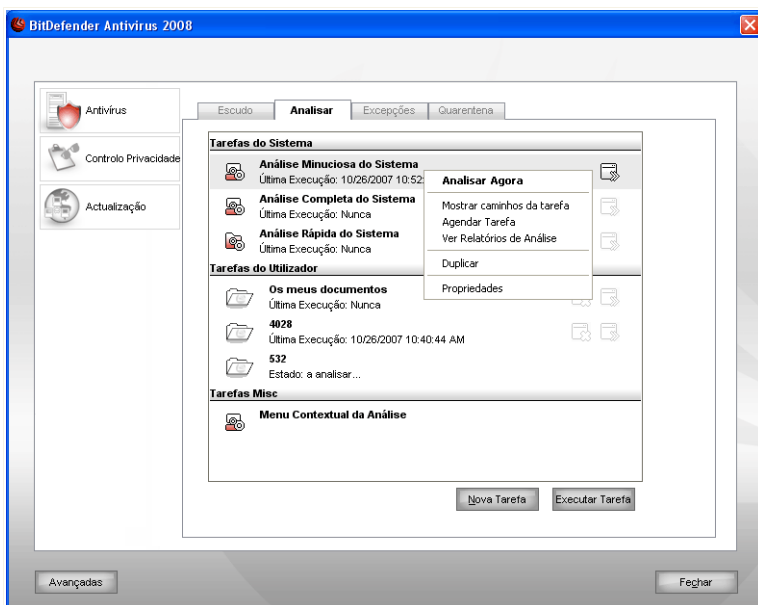 BitDefender Antivirus 2008
Antivírus
Controlo Privacidade
Actualização
Escudo
Analisar
Excepções
Quarentena
Tarefas do Sistema
Análise Minuciosa do Sistema
Última Execução: 10/26/2007 10:52:
Análise Completa do Sistema
Última Execução: Nunca
Análise Rápida do Sistema
Última Execução: Nunca
Analisar Agora
Mostrar caminhos da tarefa
Agendar Tarefa
Ver Relatórios de Análise
Duplicar
Propriedades
Tarefas do Utilizador
Os meus documentos
Última Execução: Nunca
4028
Última Execução: 10/26/2007 10:40:44 AM
532
Estado: a analisar...
Tarefas Misc
Menu Contextual da Análise
Nova Tarefa
Executar Tarefa
Avançadas
Fechar